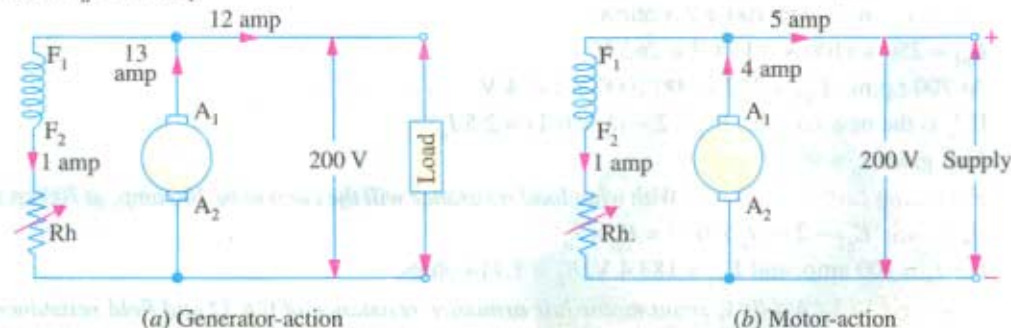 12 amp
F1
13
amp
A1
F2
1 amp
200 V
Load
A2
Rh
(a) Generator-action
5 amp
+
F1
4 amp
A1
F2
1 amp
200 V
Supply
A2
Rh.
−
(b) Motor-action